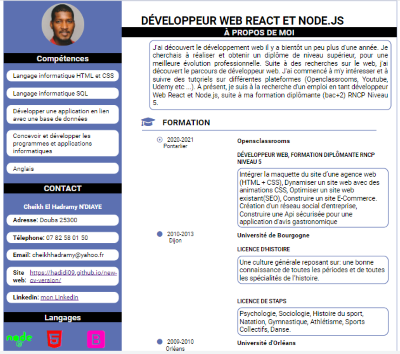 DÉVELOPPEUR WEB REACT ET NODE.JS
À PROPOS DE MOI
J'ai découvert le développement web il y a bientôt un peu plus d'une année. Je
cherchais à réaliser et obtenir un diplôme de niveau supérieur, pour une
meilleure évolution professionnelle. Suite à des recherches sur le web, j'ai
découvert le parcours de développeur web. J'ai commencé à my intéresser et à
suivre des tutoriels sur différentes plateformes (Openclassrooms, Youtube,
Udemy etc ...). À présent, je suis à la recherche d'un emploi en tant développeur
Web React et Node js, suite à ma formation diplômante (bac+2) RNCP Niveau
5.
Compétences
Langage informatique HTML et CSS
Langage informatique SQL
Développer une application en lien
avec une base de données
Concevoir et développer les
programmes et applications
informatiques
Anglais
CONTACT
Cheikh El Hadramy N'DIAYE
Adresse: Doubs 25300
Télephone: 07 82 58 01 50
Email: cheikhhadramy@yahoo.fr
Site https://hadidi09.github.io/new-
web: cv-version/
Linkedin: mon Linkedin
Langages
node
5
B
FORMATION
2020-2021
Pontarlier
Openclassrooms
DÉVELOPPEUR WEB, FORMATION DIPLÔMANTE RNCP
NIVEAU 5
Intégrer la maquette du site d'une agence web
(HTML + CSS), Dynamiser un site web avec des
animations CSS, Optimiser un site web
existant(SEO), Construire un site E-Commerce.
Création d'un réseau social d'entreprise,
Construire une Api sécurisée pour une
application d'avis gastronomique
2010-2013
Dijon
Université de Bourgogne
LICENCE D'HISTOIRE
Une culture générale reposant sur: une bonne
connaissance de toutes les périodes et de toutes
les spécialités de l'histoire.
LICENCE DE STAPS
Psychologie, Sociologie, Histoire du sport,
Natation, Gymnastique, Athlétisme, Sports
Collectifs, Danse.
2009-2010
Orléans
Université d'Orléans